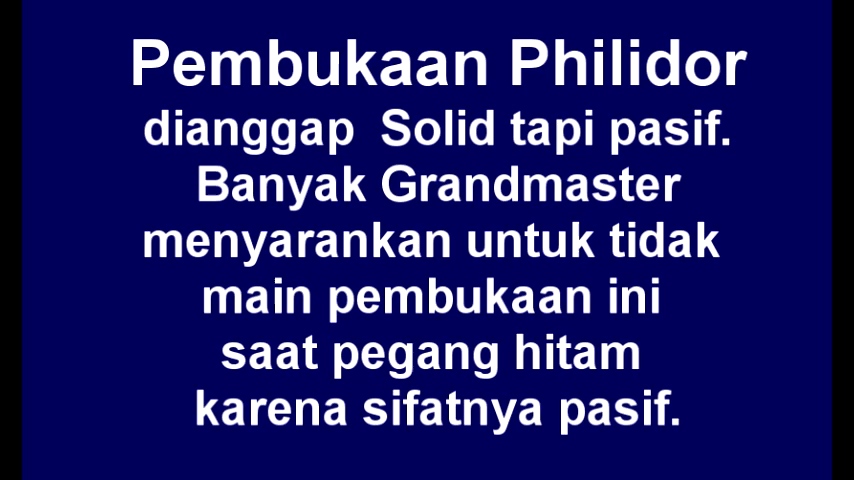 Pembukaan Philidor
dianggap  Solid tapi pasif.
Banyak Grandmaster
menyarankan untuk tidak
main pembukaan ini
saat pegang hitam
karena sifatnya pasif.